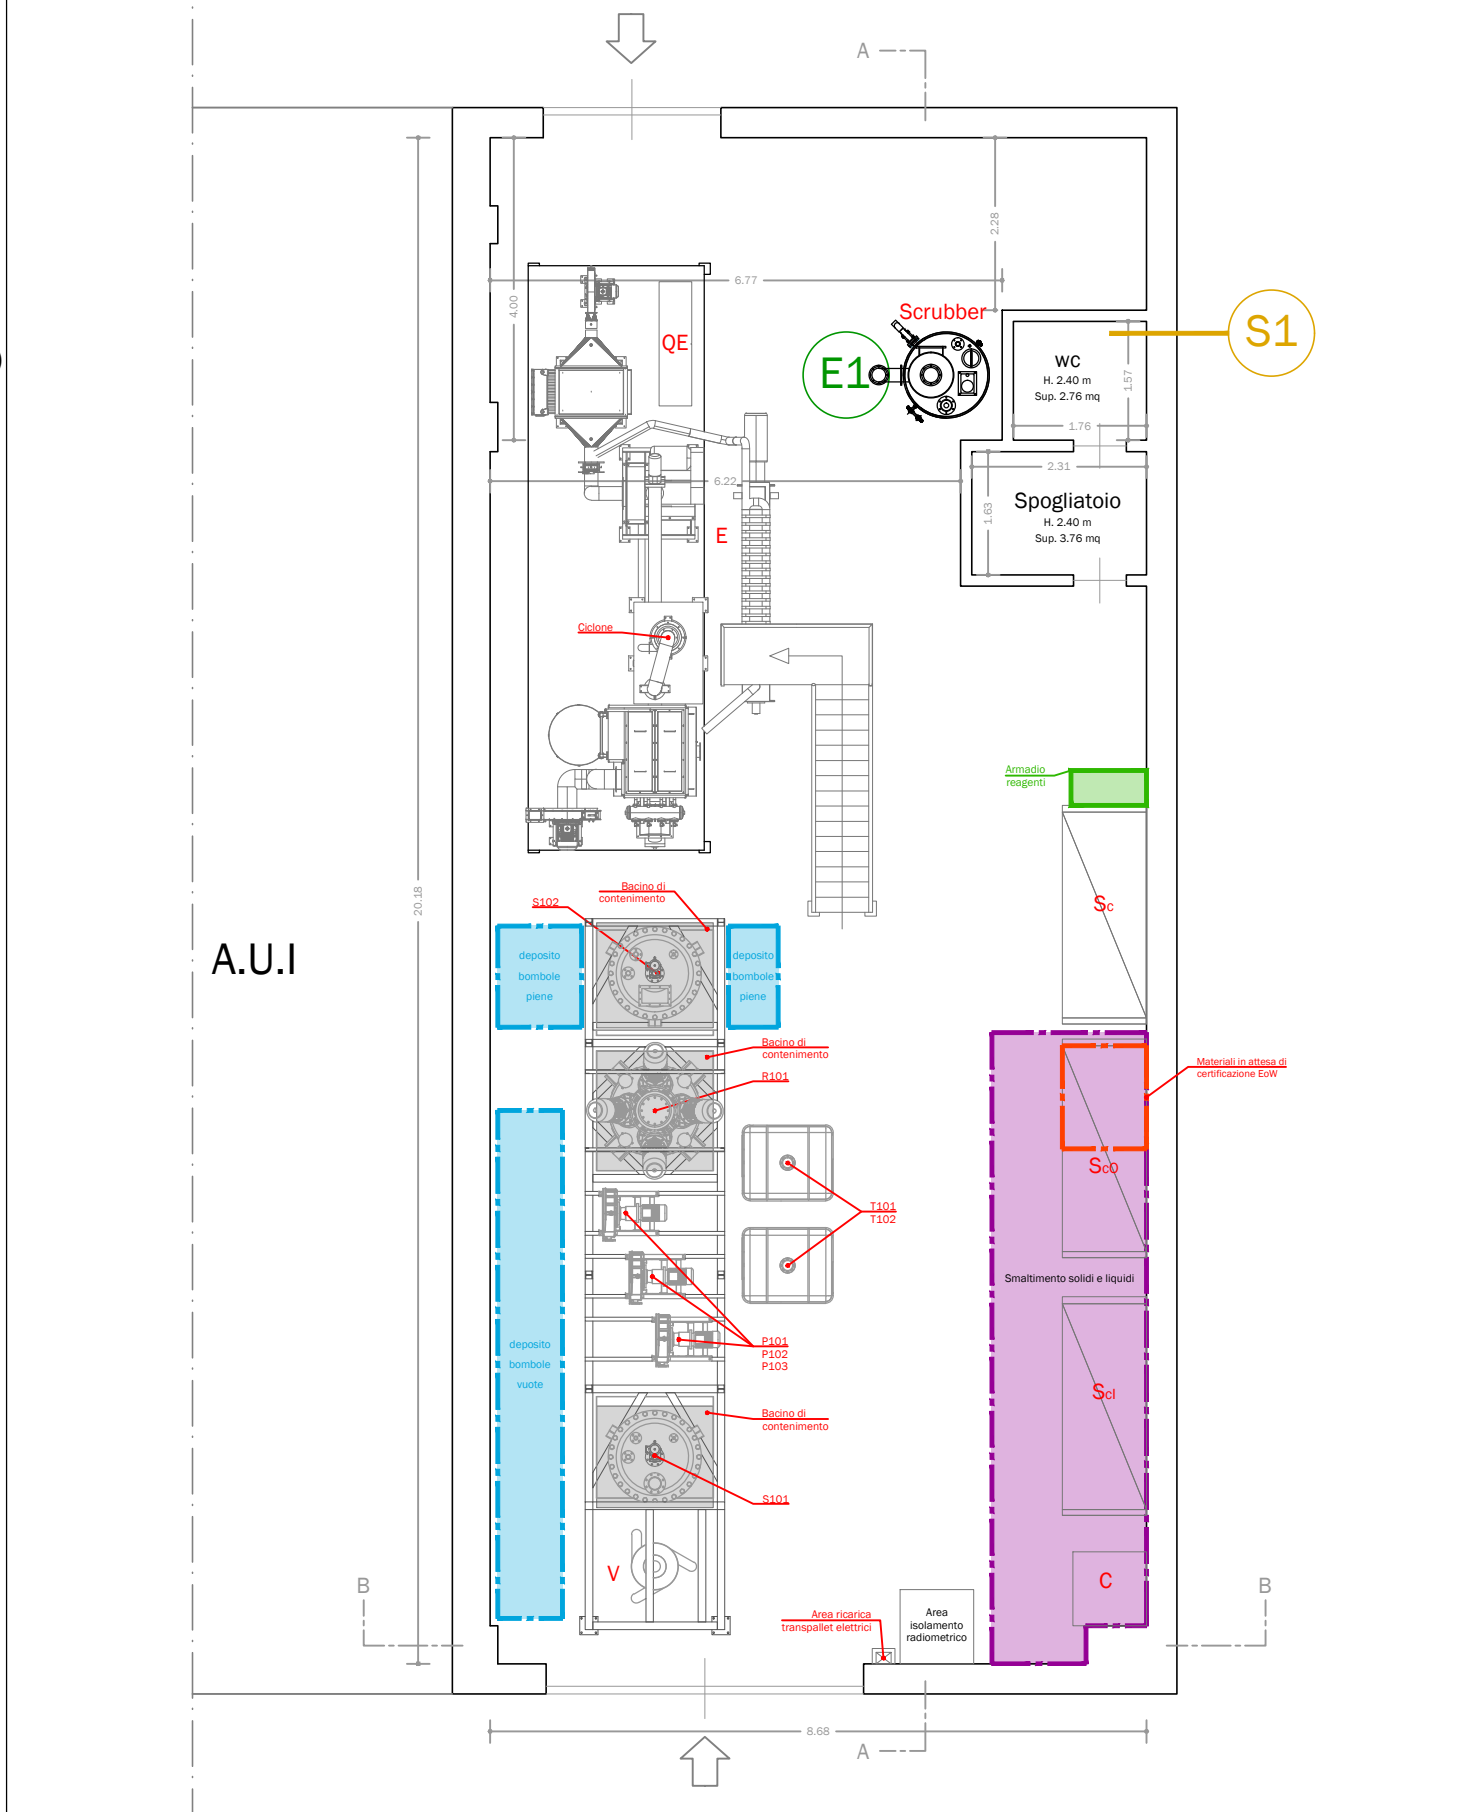 A
2.28
6.77
4.00
Scrubber
S1
QE
E1
WC
H. 2.40 m
Sup. 2.76 mq
1.57
1.76
2.31
6.22
Spogliatoio
H. 2.40 m
Sup. 3.76 mq
1.63
E
Ciclone
Armadio
reagenti
20.18
Bacino di
contenimento
S102
Sc
A.U.I
deposito
bombole
piene
deposito
bombole
piene
Bacino di
contenimento
R101
Materiali in attesa di
certificazione EoW
Sc0
T101
T102
Smaltimento solidi e liquidi
deposito
bombole
vuote
P101
P102
P103
ScI
Bacino di
contenimento
S101
V
C
B
B
Area ricarica
transpallet elettrici
Area
isolamento
radiometrico
8.68
A